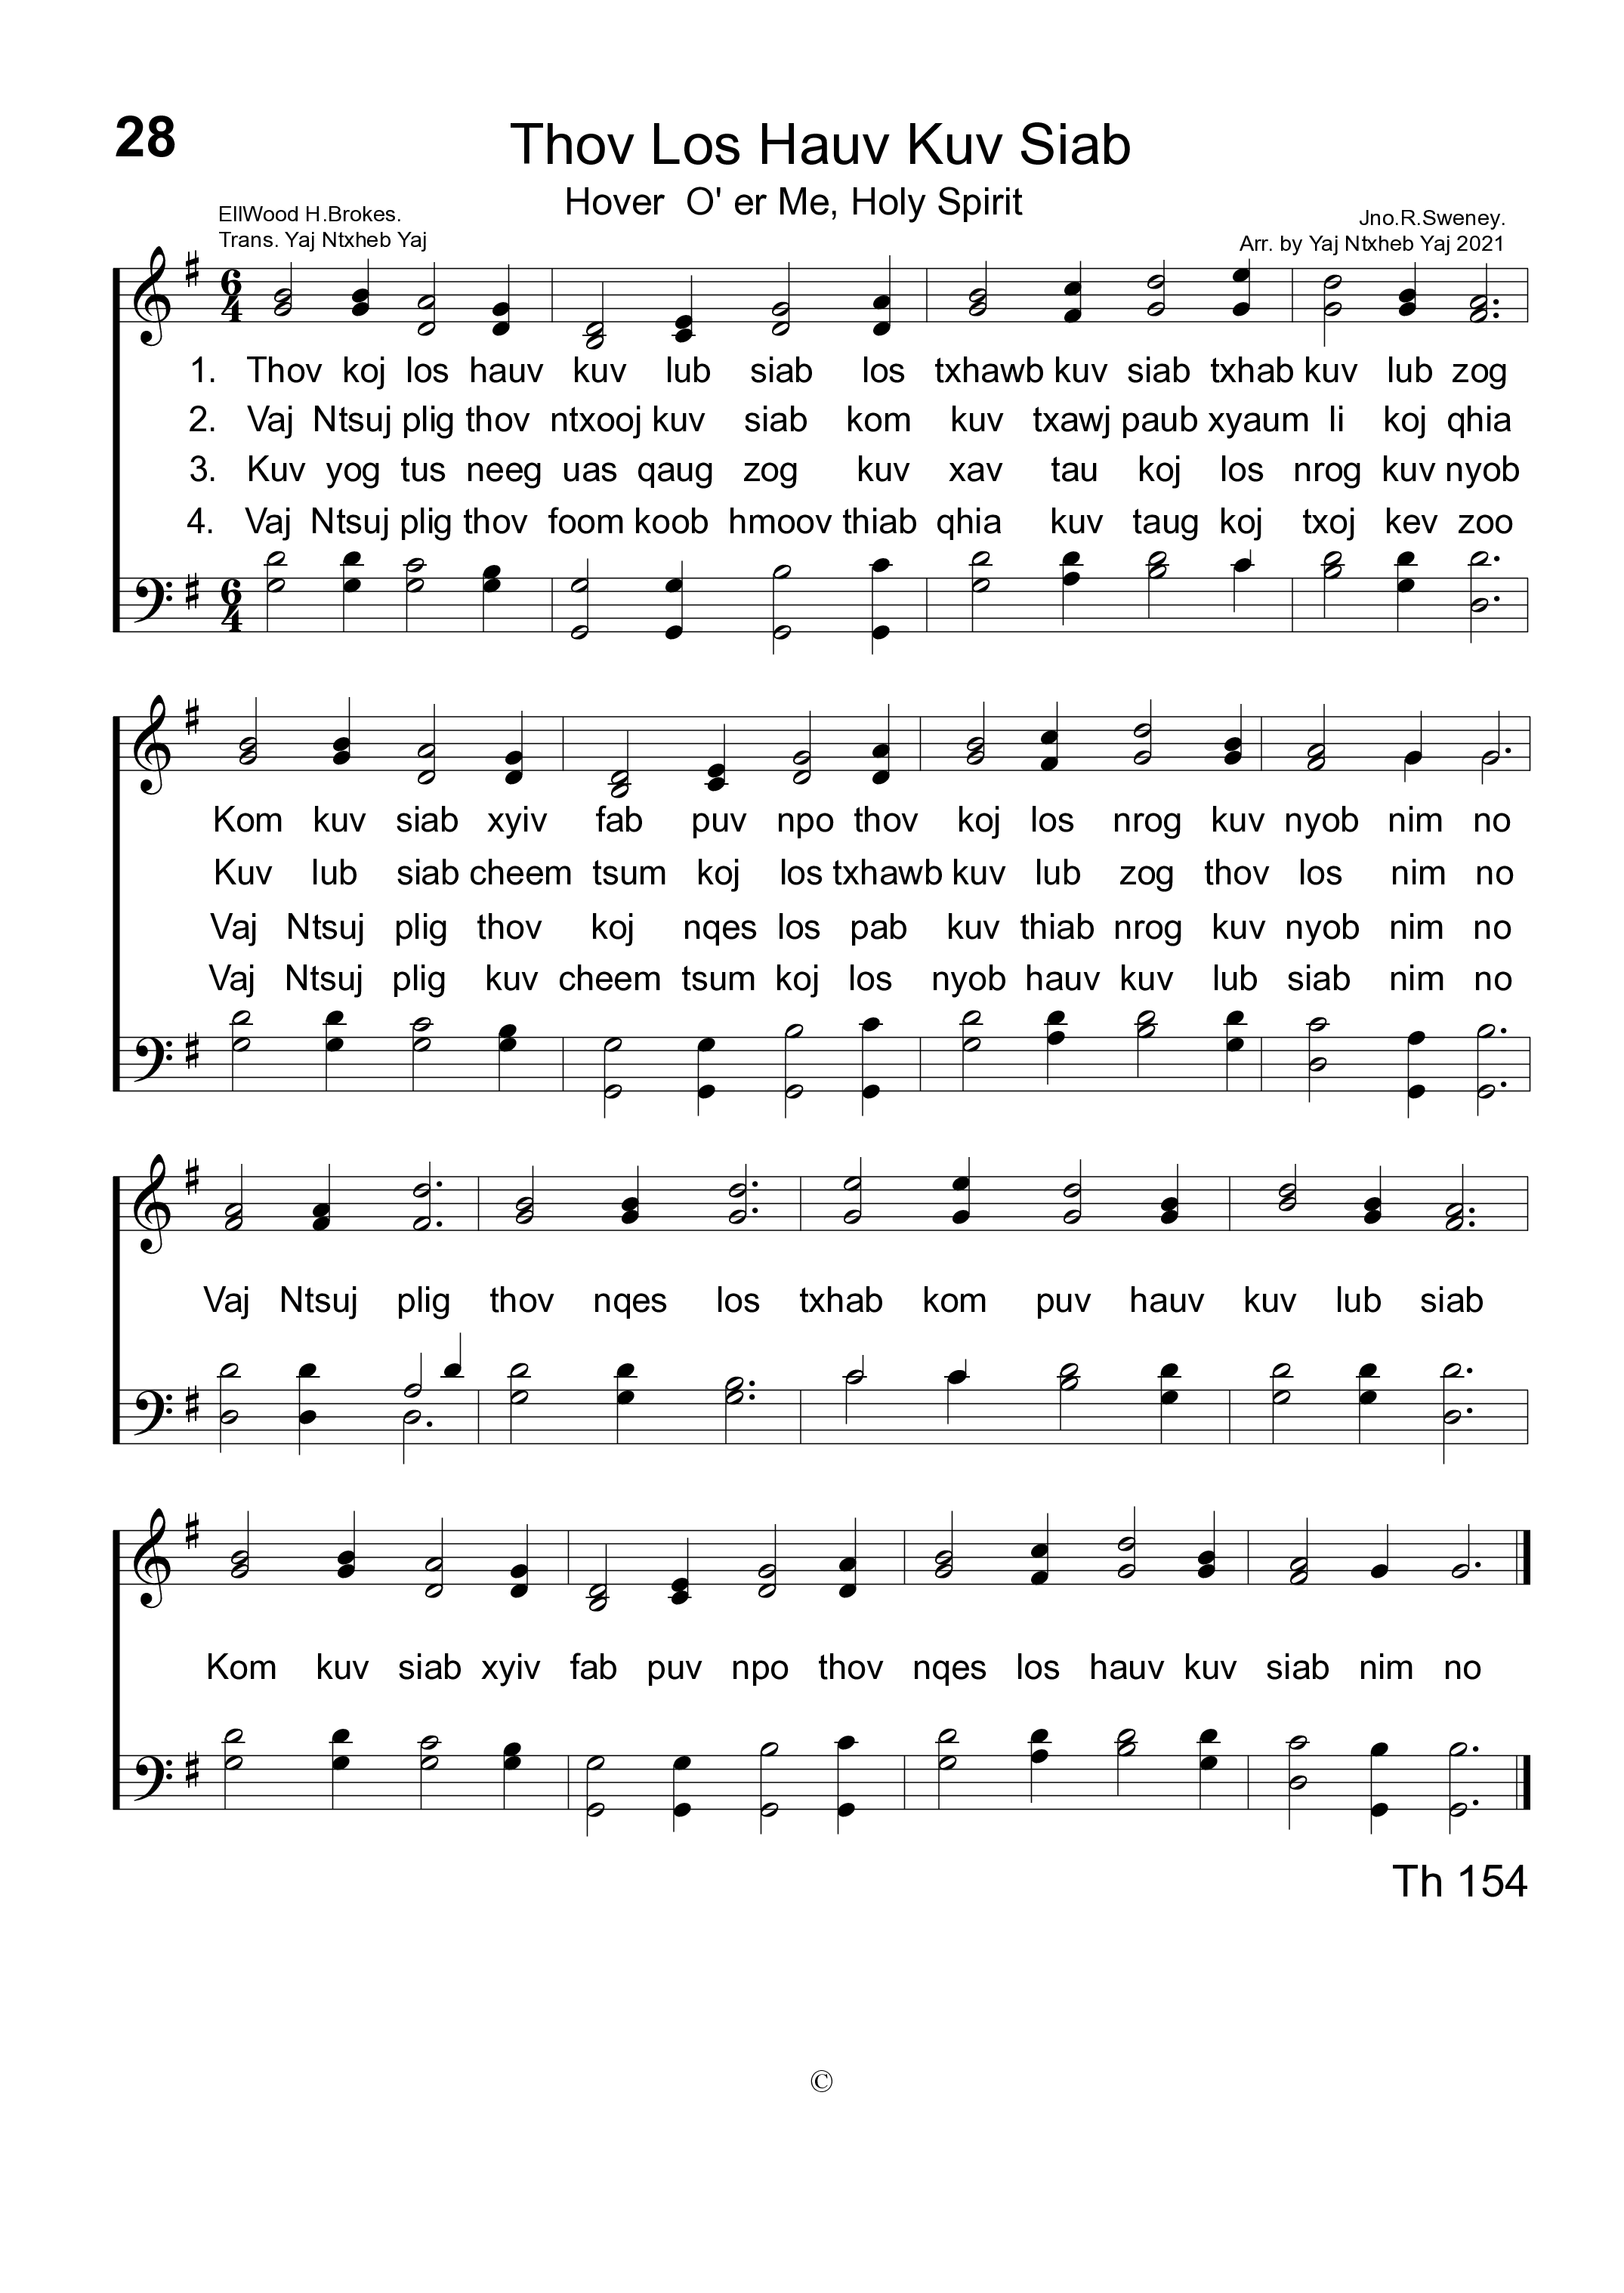 28
Thov Los Hauv Kuv Siab
Hover O' er Me, Holy Spirit
EllWood H.Brokes.
Trans. Yaj Ntxheb Yaj
Jno.R.Sweney.
Arr. by Yaj Ntxheb Yaj 2021
6
4
1. Thov koj los hauv kuv lub siab los txhawb kuv siab txhab kuv lub zog
2. Vaj Ntsuj plig thov ntxooj kuv siab kom kuv txawj paub xyaum li koj qhia
3. Kuv yog tus neeg uas qaug zog kuv xav tau koj los nrog kuv nyob
4. Vaj Ntsuj plig thov foom koob hmoov thiab qhia kuv taug koj txoj kev zoo
6
4
Kom kuv siab xyiv fab puv npo thov koj los nrog kuv nyob nim no
Kuv lub siab cheem tsum koj los txhawb kuv lub zog thov los nim no
Vaj Ntsuj plig thov koj nqes los pab kuv thiab nrog kuv nyob nim no
Vaj Ntsuj plig kuv cheem tsum koj los nyob hauv kuv lub siab nim no
Vaj Ntsuj plig thov nqes los txhab kom puv hauv kuv lub siab
Kom kuv siab xyiv fab puv npo thov nqes los hauv kuv siab nim no
Th 154
©